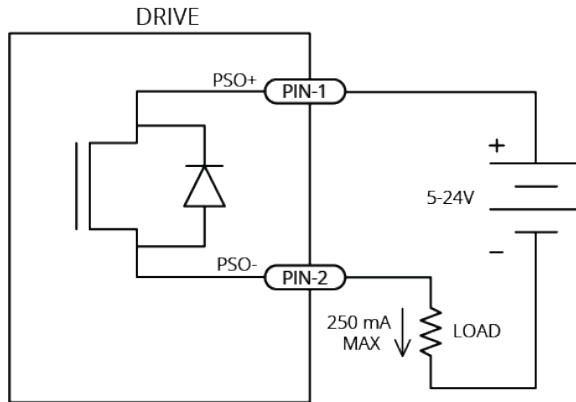 DRIVE
PSO+
PIN-1
+
5-24V
−
PSO-
PIN-2
250 mA
MAX
LOAD